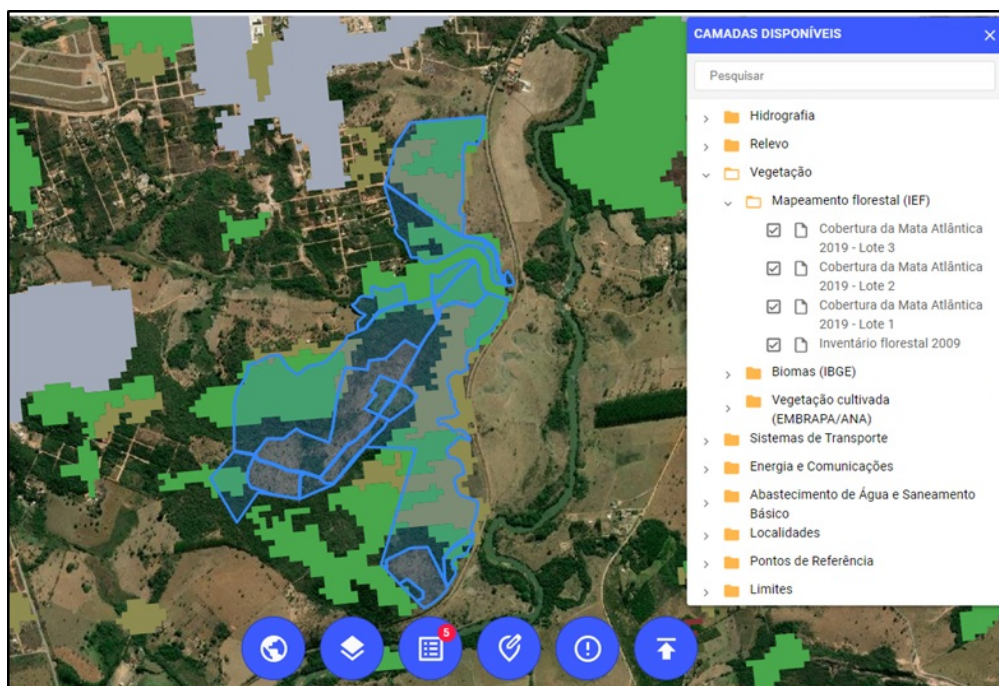 CAMADAS DISPONÍVEIS
Pesquisar
Hidrografia
Relevo
Vegetação
Mapeamento florestal (IEF)
Cobertura da Mata Atlântica
2019 - Lote 3
Cobertura da Mata Atlântica
2019 - Lote 2
Cobertura da Mata Atlântica
2019 - Lote 1
Inventário florestal 2009
Biomas (IBGE)
Vegetação cultivada
(EMBRAPA/ANA)
Sistemas de Transporte
Energia e Comunicações
Abastecimento de Água e Saneamento
Básico
Localidades
Pontos de Referência
Limites
5